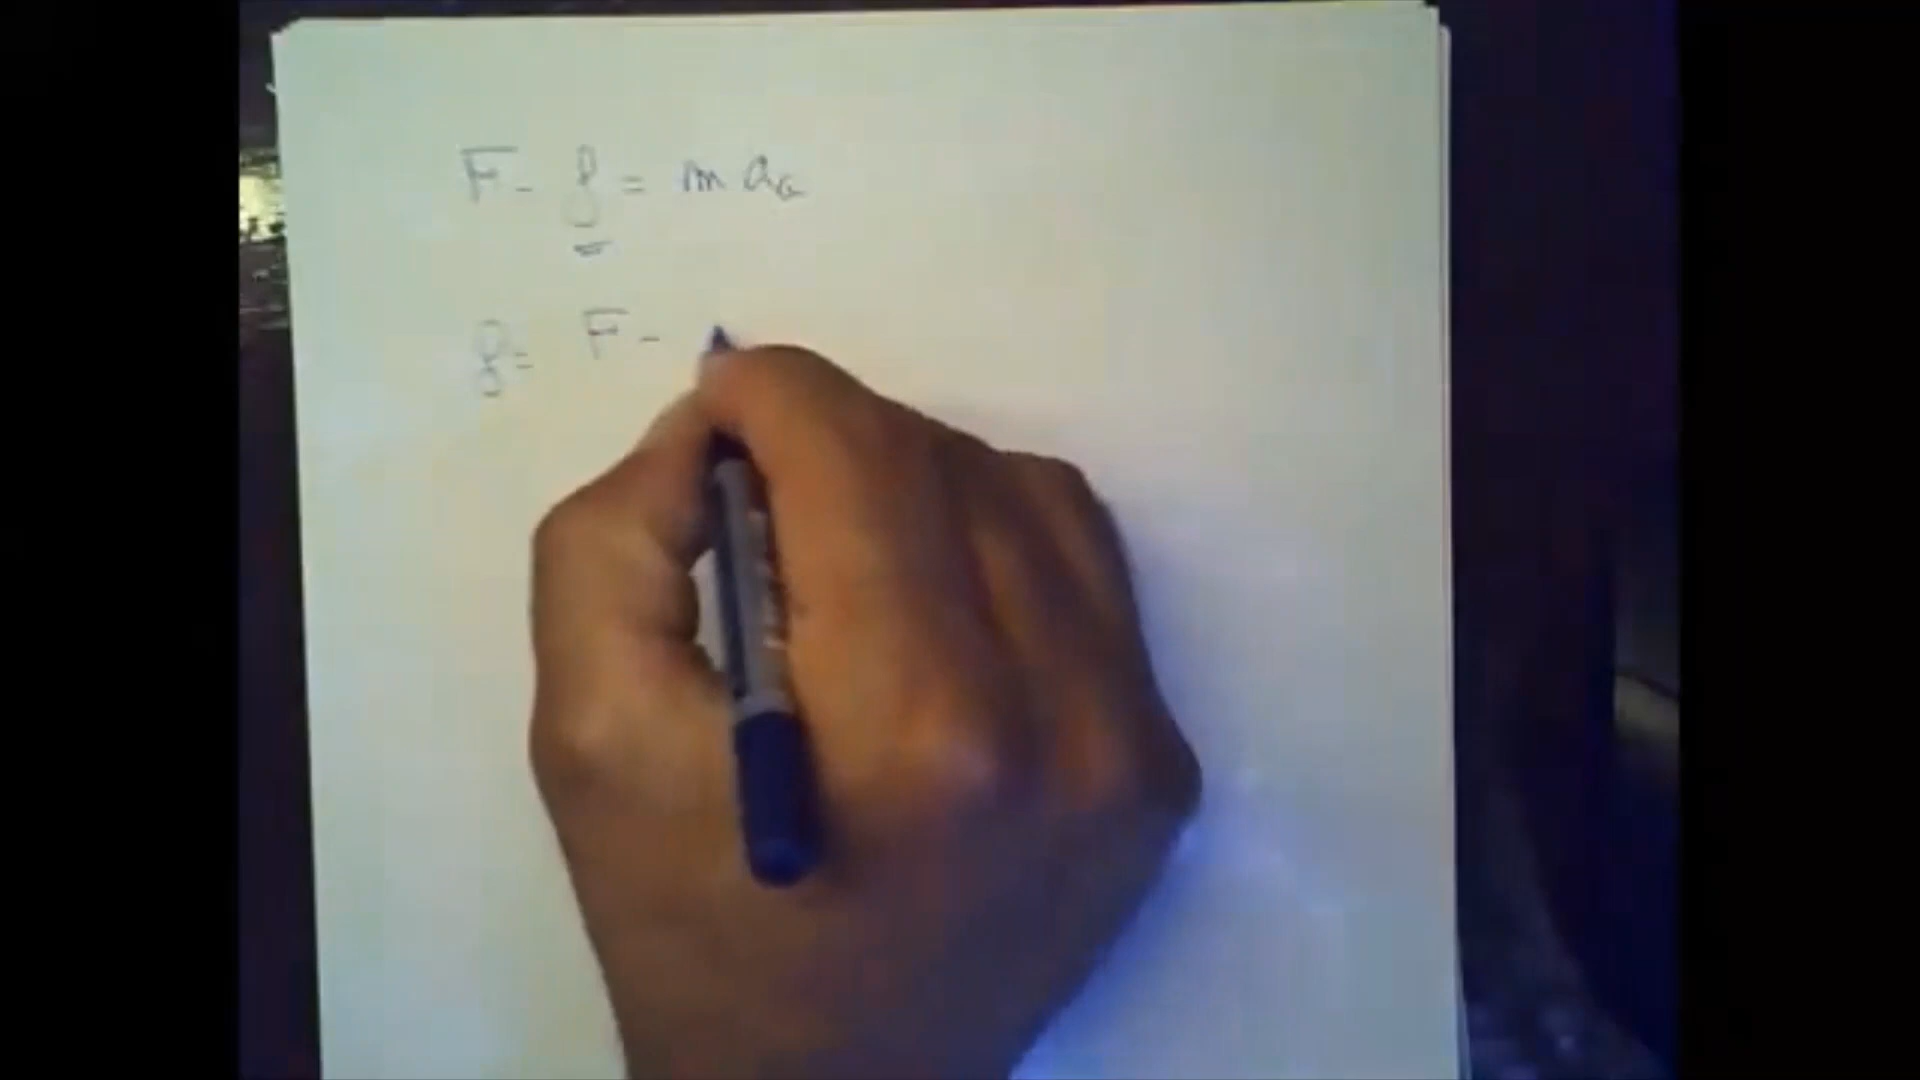 F - f = m a_G
f = F -